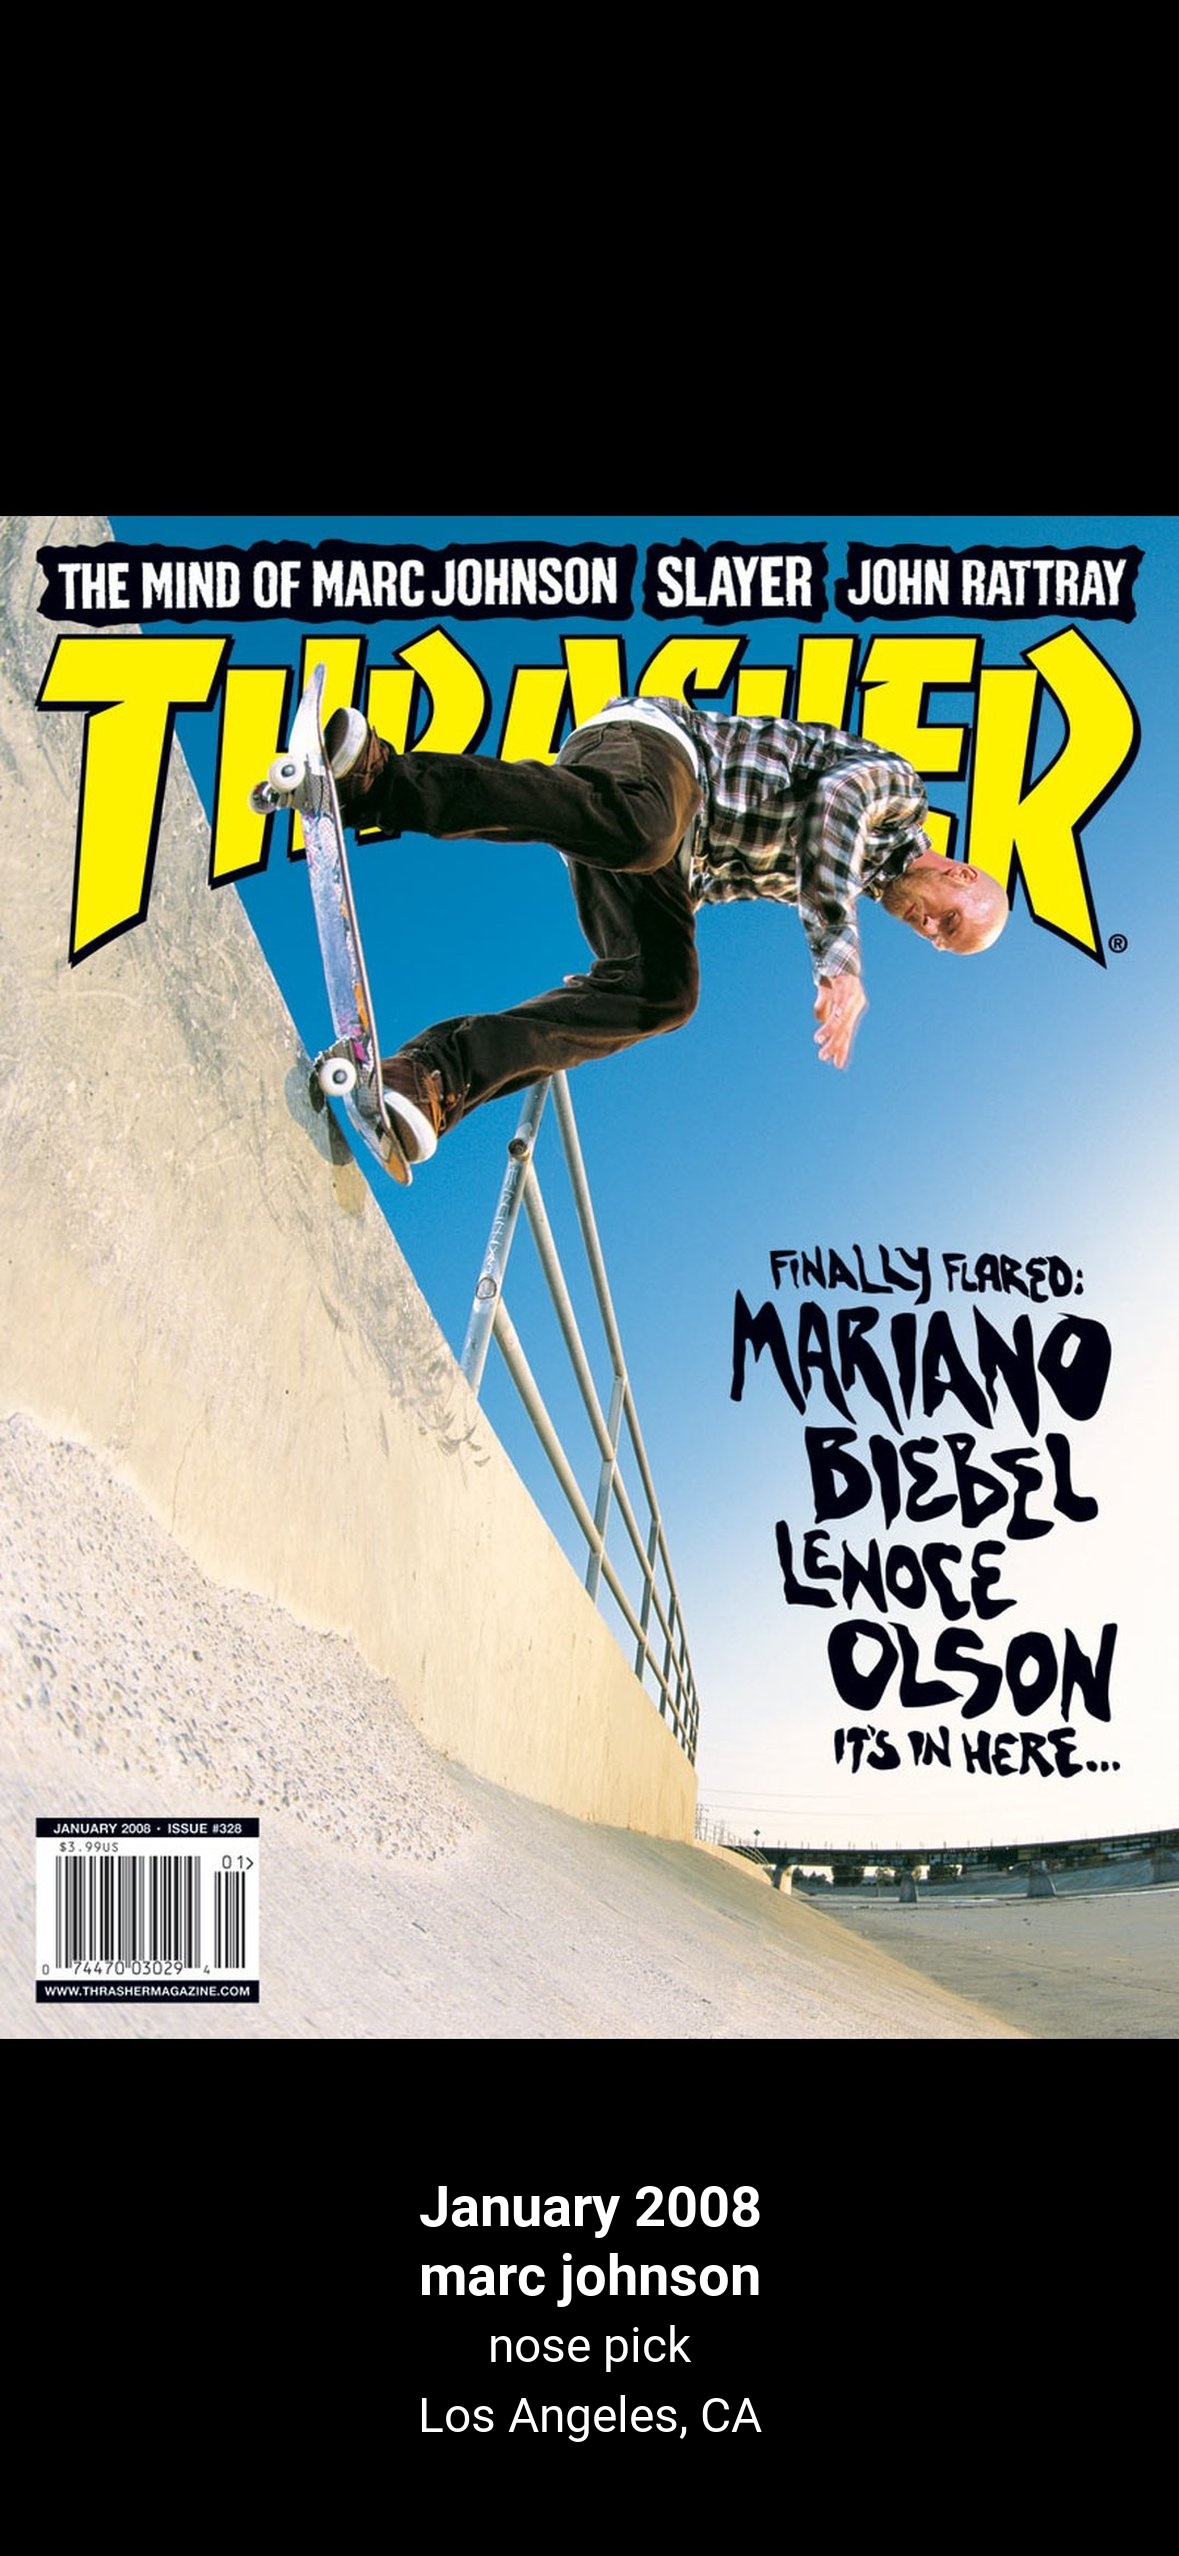 THE MIND OF MARC JOHNSON SLAYER JOHN RATTRAY
THRASHER®
FINALLY FLARED:
MARIANO
BIEBEL
LENOCE
OLSON
IT'S IN HERE...
JANUARY 2008 • ISSUE #328
$3.99US
01>
0 74470 03029 4
WWW.THRASHERMAGAZINE.COM
January 2008
marc johnson
nose pick
Los Angeles, CA